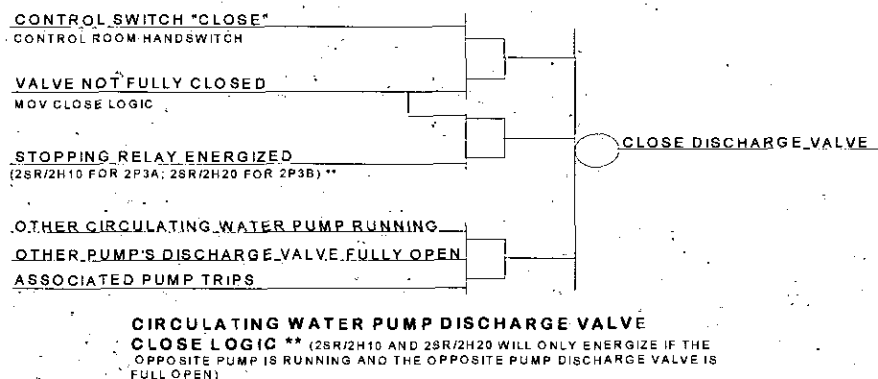 CONTROL SWITCH "CLOSE"
CONTROL ROOM HANDSWITCH
VALVE NOT FULLY CLOSED
MOV CLOSE LOGIC
STOPPING RELAY ENERGIZED
(2SR/2H10 FOR 2P3A; 2SR/2H20 FOR 2P3B) **
CLOSE DISCHARGE VALVE
OTHER CIRCULATING WATER PUMP RUNNING
OTHER PUMP'S DISCHARGE VALVE FULLY OPEN
ASSOCIATED PUMP TRIPS
CIRCULATING WATER PUMP DISCHARGE VALVE
CLOSE LOGIC ** (2SR/2H10 AND 2SR/2H20 WILL ONLY ENERGIZE IF THE
OPPOSITE PUMP IS RUNNING AND THE OPPOSITE PUMP DISCHARGE VALVE IS
FULL OPEN)